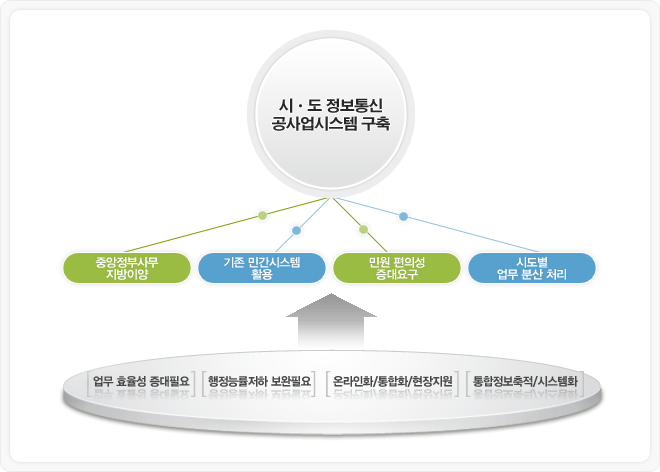 시·도 정보통신
공사업시스템 구축
중앙정부사무
지방이양
기존 민간시스템
활용
민원 편의성
증대요구
시도별
업무 분산 처리
[업무 효율성 증대필요] [행정능률저하 보완필요] [온라인화/통합화/현장지원] [통합정보축적/시스템화]